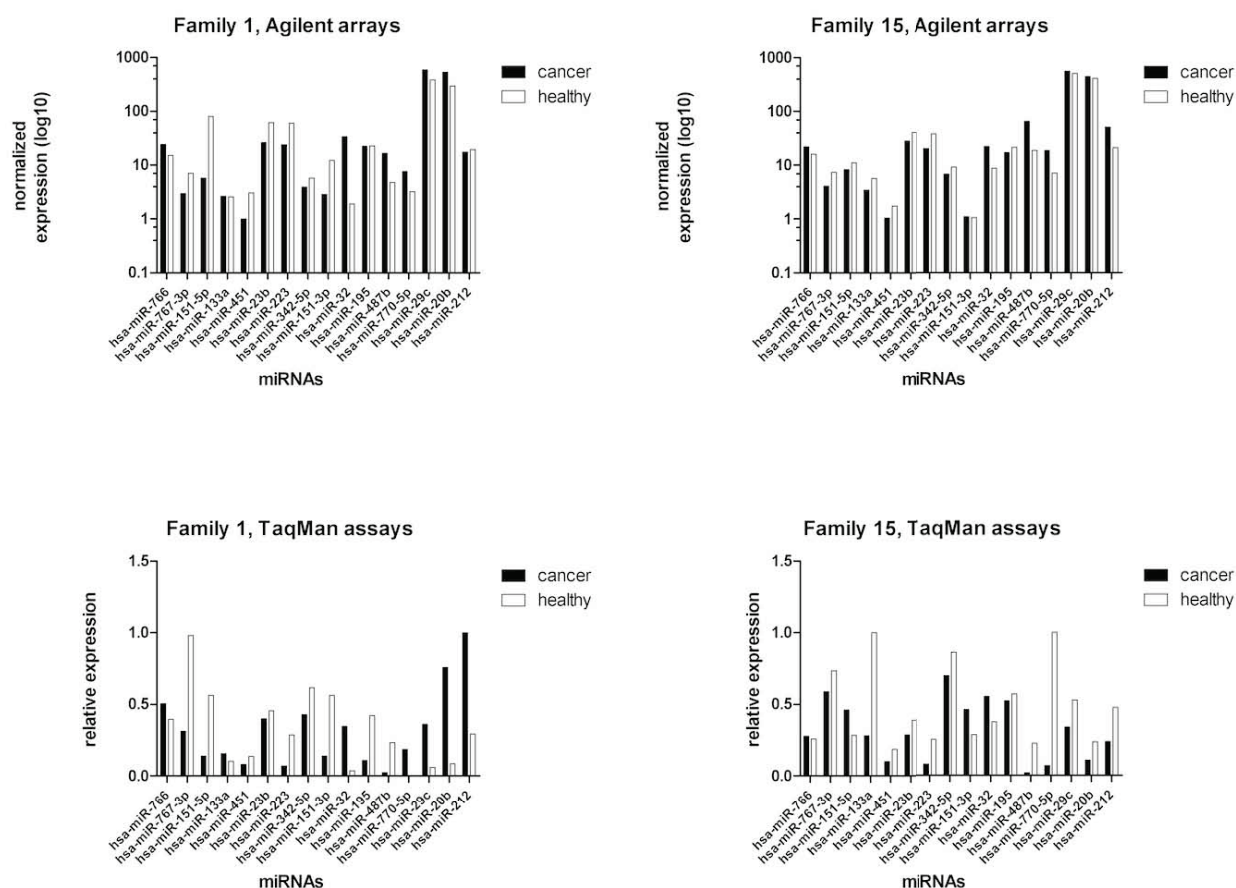 Family 1, Agilent arrays
normalized
expression (log10)
1000
100
10
1
0.1
cancer
healthy
hsa-miR-766
hsa-miR-767-3p
hsa-miR-151-5p
hsa-miR-133a
hsa-miR-451
hsa-miR-23b
hsa-miR-223
hsa-miR-342-5p
hsa-miR-151-3p
hsa-miR-32
hsa-miR-195
hsa-miR-487b
hsa-miR-770-5p
hsa-miR-29c
hsa-miR-20b
hsa-miR-212
miRNAs
Family 15, Agilent arrays
normalized
expression (log10)
1000
100
10
1
0.1
cancer
healthy
hsa-miR-766
hsa-miR-767-3p
hsa-miR-151-5p
hsa-miR-133a
hsa-miR-451
hsa-miR-23b
hsa-miR-223
hsa-miR-342-5p
hsa-miR-151-3p
hsa-miR-32
hsa-miR-195
hsa-miR-487b
hsa-miR-770-5p
hsa-miR-29c
hsa-miR-20b
hsa-miR-212
miRNAs
Family 1, TaqMan assays
relative expression
1.5
1.0
0.5
0.0
cancer
healthy
hsa-miR-766
hsa-miR-767-3p
hsa-miR-151-5p
hsa-miR-133a
hsa-miR-451
hsa-miR-23b
hsa-miR-223
hsa-miR-342-5p
hsa-miR-151-3p
hsa-miR-32
hsa-miR-195
hsa-miR-487b
hsa-miR-770-5p
hsa-miR-29c
hsa-miR-20b
hsa-miR-212
miRNAs
Family 15, TaqMan assays
relative expression
1.5
1.0
0.5
0.0
cancer
healthy
hsa-miR-766
hsa-miR-767-3p
hsa-miR-151-5p
hsa-miR-133a
hsa-miR-451
hsa-miR-23b
hsa-miR-223
hsa-miR-342-5p
hsa-miR-151-3p
hsa-miR-32
hsa-miR-195
hsa-miR-487b
hsa-miR-770-5p
hsa-miR-29c
hsa-miR-20b
hsa-miR-212
miRNAs